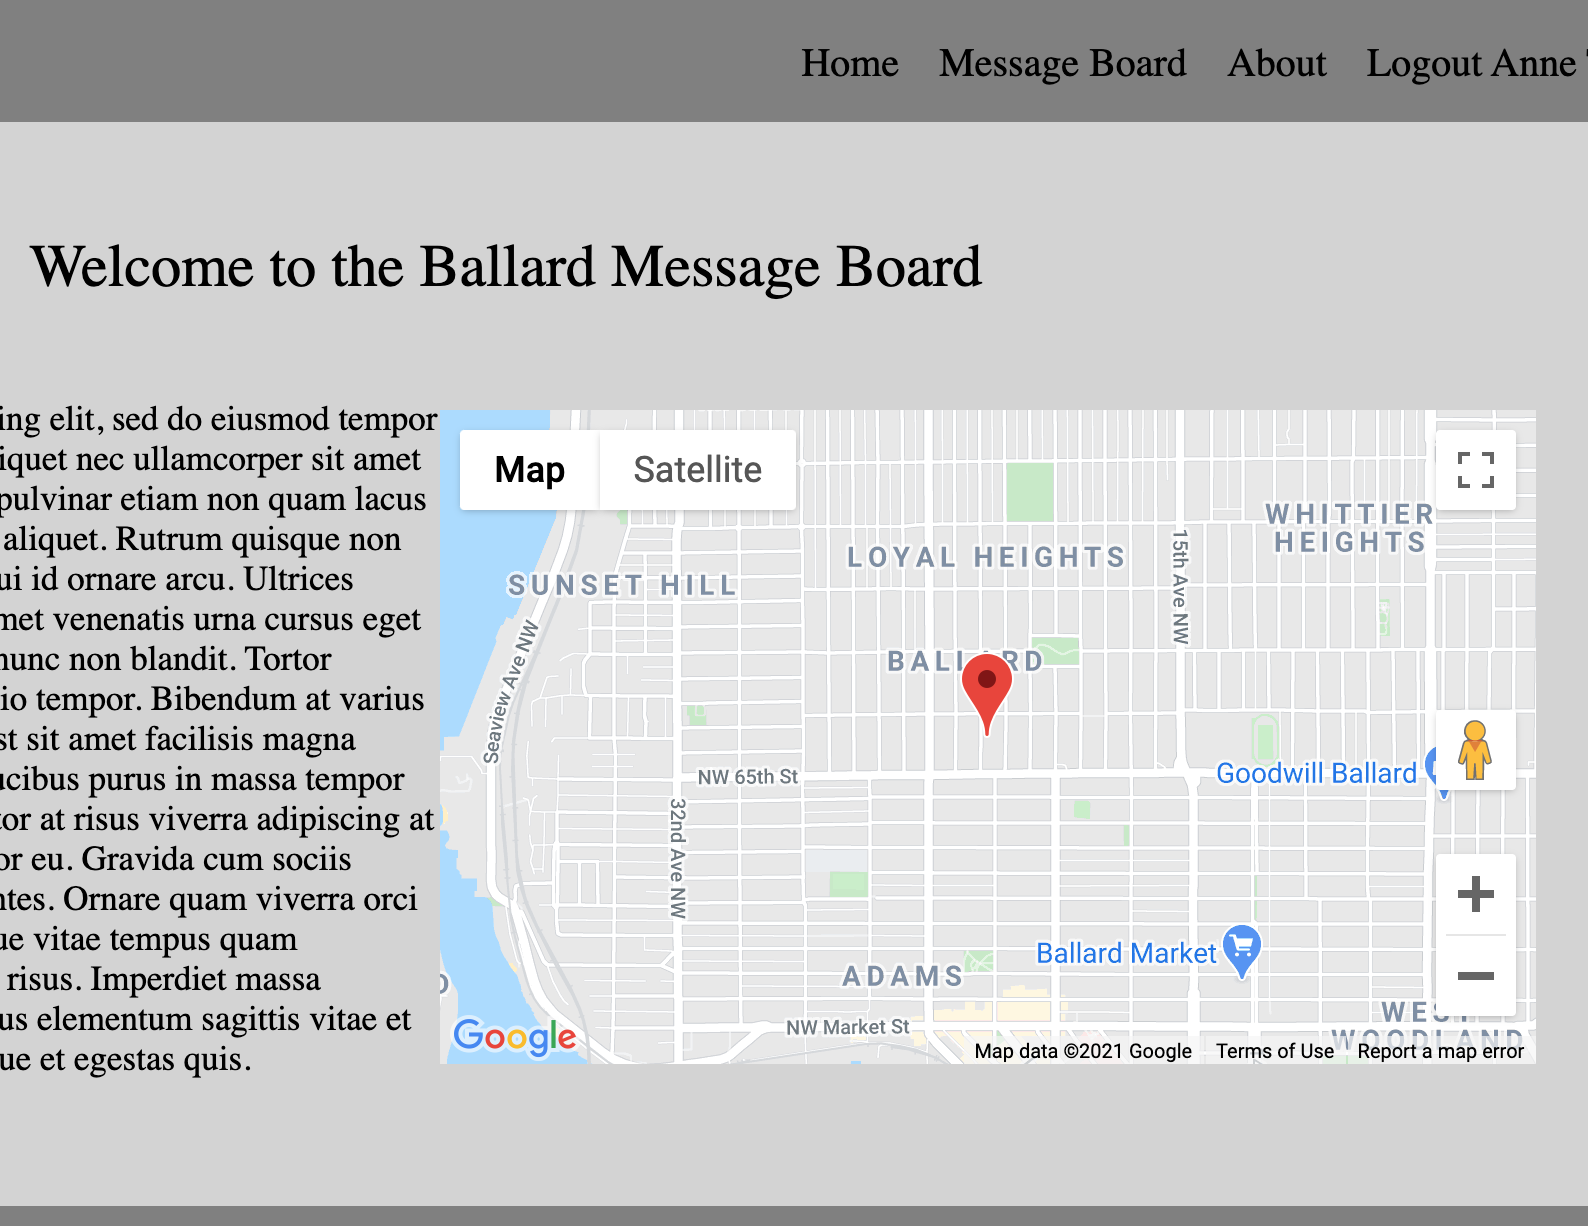 Home Message Board About Logout Anne
Welcome to the Ballard Message Board
ing elit, sed do eiusmod tempor
iquet nec ullamcorper sit amet
pulvinar etiam non quam lacus
aliquet. Rutrum quisque non
ui id ornare arcu. Ultrices
met venenatis urna cursus eget
nunc non blandit. Tortor
io tempor. Bibendum at varius
st sit amet facilisis magna
ucibus purus in massa tempor
tor at risus viverra adipiscing at
or eu. Gravida cum sociis
ntes. Ornare quam viverra orci
ue vitae tempus quam
risus. Imperdiet massa
us elementum sagittis vitae et
ue et egestas quis.
Map Satellite
WHITTIER
HEIGHTS
LOYAL HEIGHTS
SUNSET HILL
15th Ave NW
BALLARD
Seaview Ave NW
NW 65th St
Goodwill Ballard
32nd Ave NW
Ballard Market
ADAMS
WEST
WOODLAND
NW Market St
Google
Map data ©2021 Google Terms of Use Report a map error